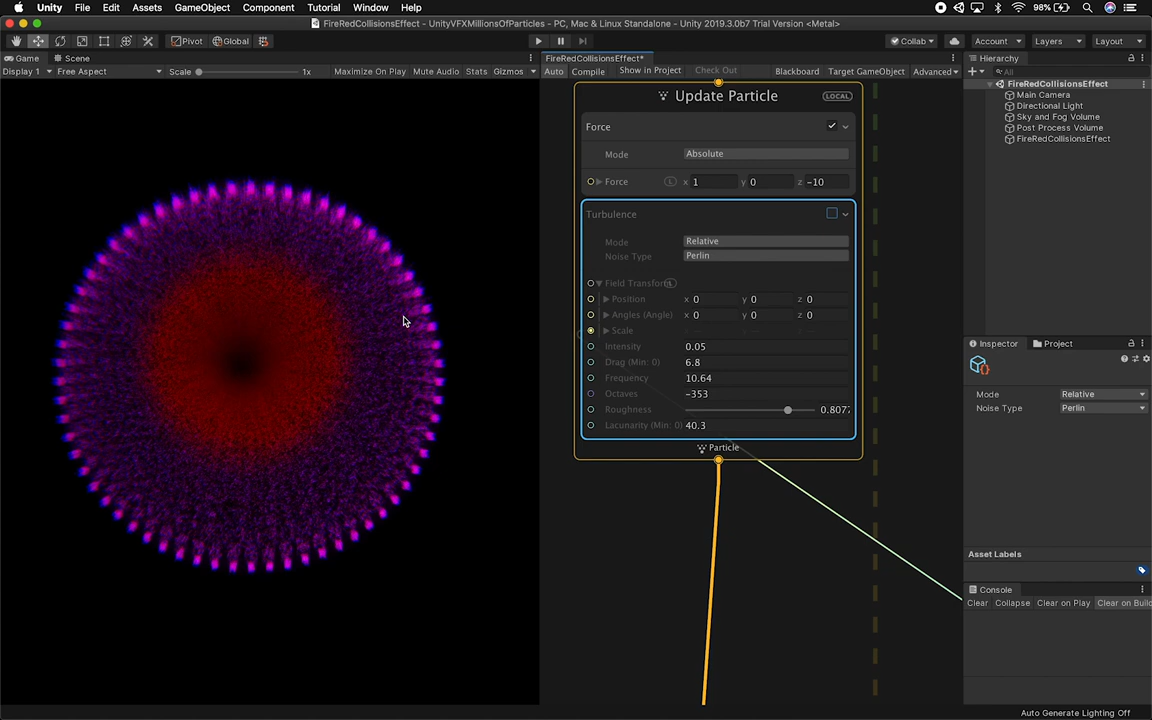 Unity File Edit Assets GameObject Component Tutorial Window Help 98%
FireRedCollisionsEffect - UnityVFXMillionsOfParticles - PC, Mac & Linux Standalone - Unity 2019.3.0b7 Trial Version <Metal>
Pivot Global Collab Account Layers Layout
Game Scene FireRedCollisionsEffect* Hierarchy
Display 1 Free Aspect Scale 1x Maximize On Play Mute Audio Stats Gizmos Auto Compile Show in Project Check Out Blackboard Target GameObject Advanced All
FireRedCollisionsEffect
Main Camera
Directional Light
Sky and Fog Volume
Post Process Volume
FireRedCollisionsEffect
Update Particle LOCAL
Force
Mode Absolute
Force L x 1 y 0 z -10
Turbulence
Mode Relative
Noise Type Perlin
Field Transform L
Position x 0 y 0 z 0
Angles (Angle) x 0 y 0 z 0
Scale
Intensity 0.05
Drag (Min: 0) 6.8
Frequency 10.64
Octaves -353
Roughness 0.807
Lacunarity (Min: 0) 40.3
Particle
Inspector Project
Mode Relative
Noise Type Perlin
Asset Labels
Console
Clear Collapse Clear on Play Clear on Build
Auto Generate Lighting Off